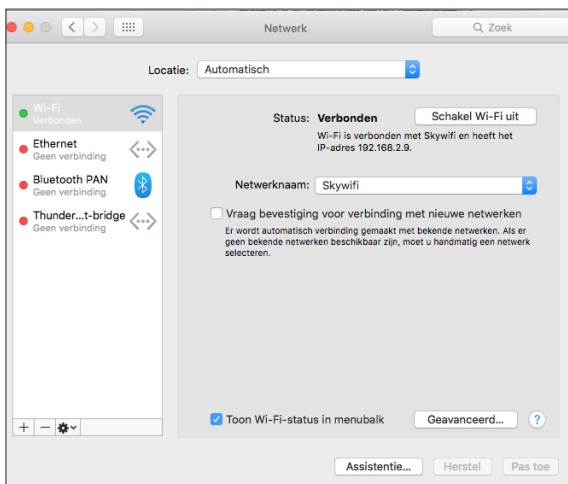 Netwerk
Zoek
Locatie: Automatisch
Wi-Fi
Verbonden
Ethernet
Geen verbinding
Bluetooth PAN
Geen verbinding
Thunder...t-bridge
Geen verbinding
Status: Verbonden
Schakel Wi-Fi uit
Wi-Fi is verbonden met Skywifi en heeft het
IP-adres 192.168.2.9.
Netwerknaam: Skywifi
Vraag bevestiging voor verbinding met nieuwe netwerken
Er wordt automatisch verbinding gemaakt met bekende netwerken. Als er
geen bekende netwerken beschikbaar zijn, moet u handmatig een netwerk
selecteren.
Toon Wi-Fi-status in menubalk
Geavanceerd...
?
Assistentie...
Herstel
Pas toe